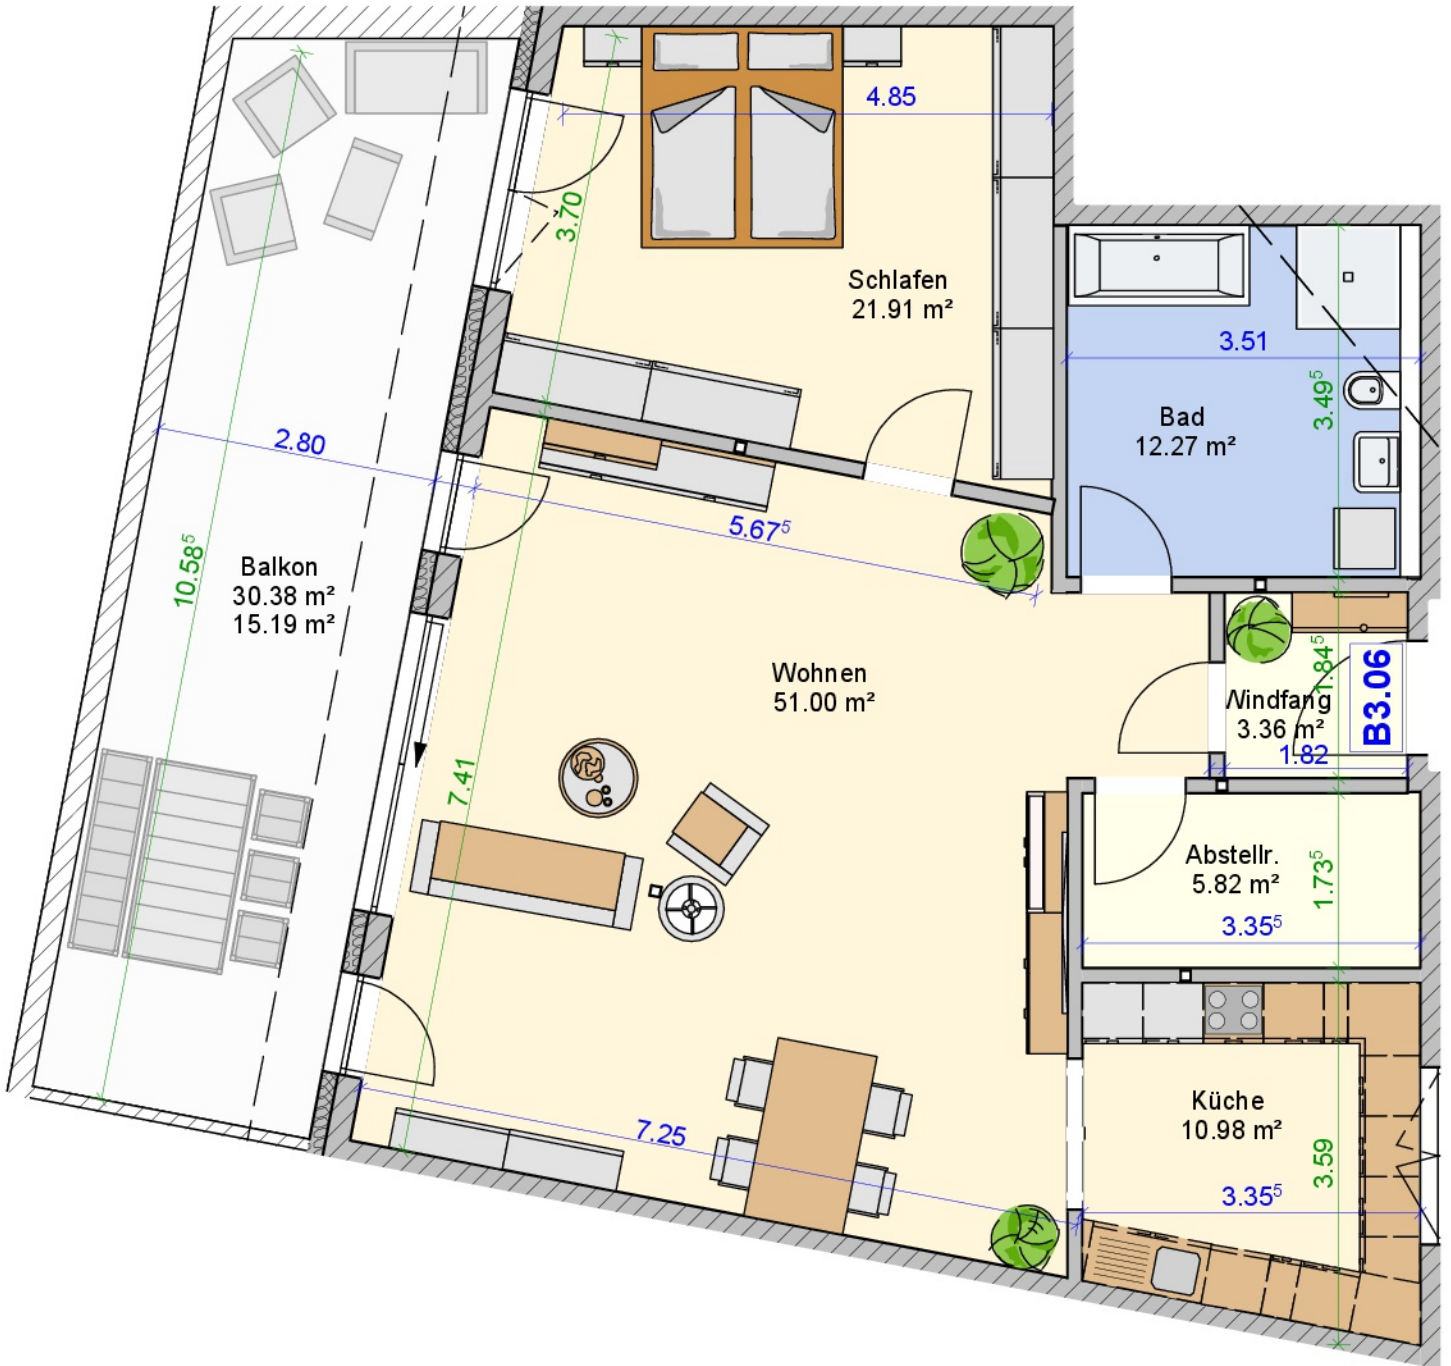 4.85
3.70
Schlafen
21.91 m²
3.51
3.49⁵
Bad
12.27 m²
2.80
5.67⁵
10.58⁵
Balkon
30.38 m²
15.19 m²
Wohnen
51.00 m²
1.84⁵
B3.06
Windfang
3.36 m²
1.82
7.41
Abstellr.
5.82 m²
1.73⁵
3.35⁵
Küche
10.98 m²
7.25
3.59
3.35⁵